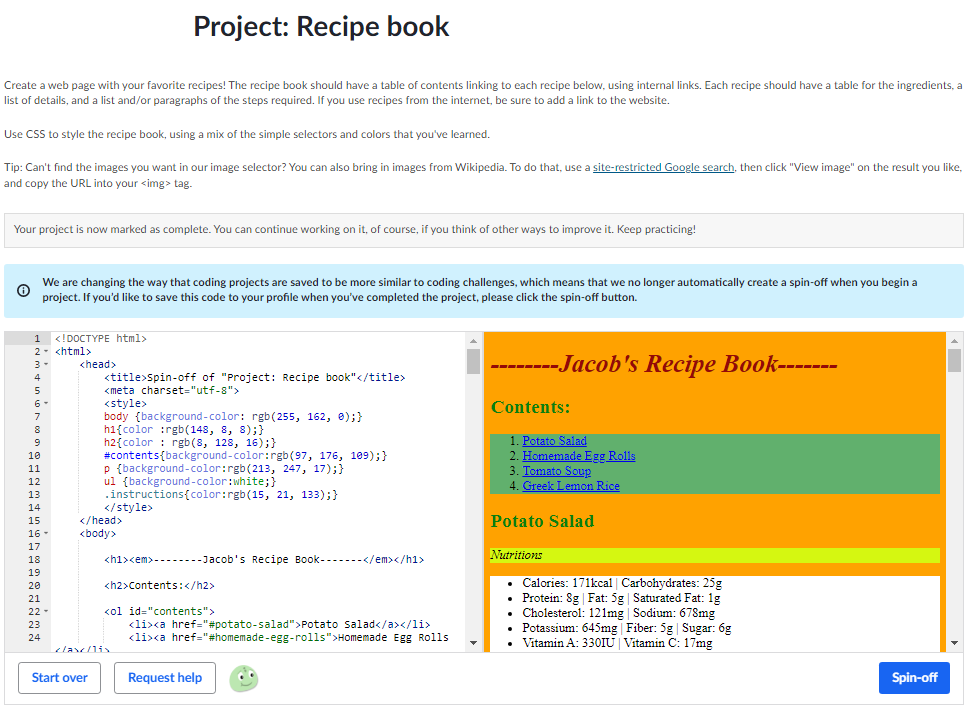 Project: Recipe book
Create a web page with your favorite recipes! The recipe book should have a table of contents linking to each recipe below, using internal links. Each recipe should have a table for the ingredients, a
list of details, and a list and/or paragraphs of the steps required. If you use recipes from the internet, be sure to add a link to the website.
Use CSS to style the recipe book, using a mix of the simple selectors and colors that you've learned.
Tip: Can't find the images you want in our image selector? You can also bring in images from Wikipedia. To do that, use a site-restricted Google search, then click "View image" on the result you like,
and copy the URL into your <img> tag.
Your project is now marked as complete. You can continue working on it, of course, if you think of other ways to improve it. Keep practicing!
We are changing the way that coding projects are saved to be more similar to coding challenges, which means that we no longer automatically create a spin-off when you begin a
project. If you'd like to save this code to your profile when you've completed the project, please click the spin-off button.
1 <!DOCTYPE html>
2 <html>
3 <head>
4 <title>Spin-off of "Project: Recipe book"</title>
5 <meta charset="utf-8">
6 <style>
7 body {background-color: rgb(255, 162, 0);}
8 h1{color :rgb(148, 8, 8);}
9 h2{color : rgb(8, 128, 16);}
10 #contents{background-color:rgb(97, 176, 109);}
11 p {background-color:rgb(213, 247, 17);}
12 ul {background-color:white;}
13 .instructions{color:rgb(15, 21, 133);}
14 </style>
15 </head>
16 <body>
17
18 <h1><em>--------Jacob's Recipe Book-------</em></h1>
19
20 <h2>Contents:</h2>
21
22 <ol id="contents">
23 <li><a href="#potato-salad">Potato Salad</a></li>
24 <li><a href="#homemade-egg-rolls">Homemade Egg Rolls
</a></li>
--------Jacob's Recipe Book-------
Contents:
1. Potato Salad
2. Homemade Egg Rolls
3. Tomato Soup
4. Greek Lemon Rice
Potato Salad
Nutritions
• Calories: 171kcal | Carbohydrates: 25g
• Protein: 8g | Fat: 5g | Saturated Fat: 1g
• Cholesterol: 121mg | Sodium: 678mg
• Potassium: 645mg | Fiber: 5g | Sugar: 6g
• Vitamin A: 330IU | Vitamin C: 17mg
Start over
Request help
Spin-off